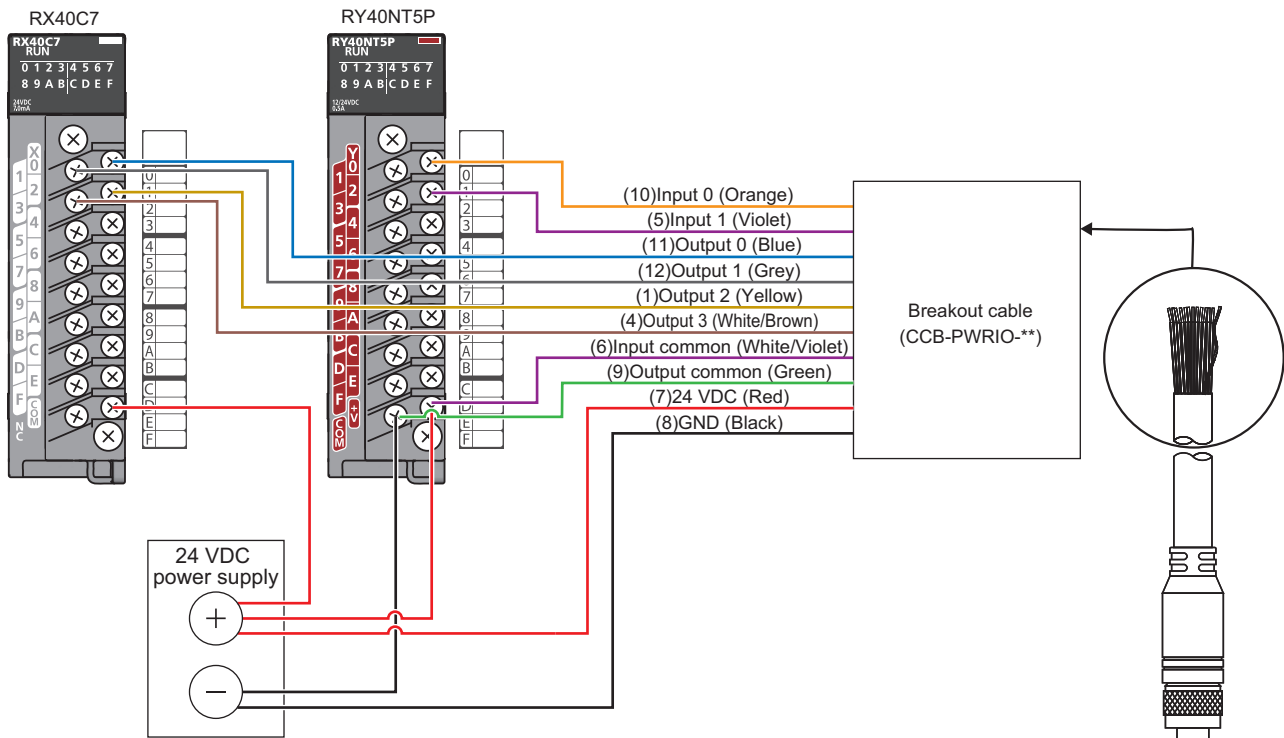 RX40C7
RY40NT5P
RX40C7
RUN
0 1 2 3 4 5 6 7
8 9 A B C D E F
24VDC
7.0mA
X
0
1
2
3
4
5
6
7
8
9
A
B
C
D
E
F
COM
NC
0
1
2
3
4
5
6
7
8
9
A
B
C
D
E
F
RY40NT5P
RUN
0 1 2 3 4 5 6 7
8 9 A B C D E F
12/24VDC
0.5A
Y
0
1
2
3
4
5
6
7
8
9
A
B
C
D
E
F
+V
COM
0
1
2
3
4
5
6
7
8
9
A
B
C
D
E
F
(10)Input 0 (Orange)
(5)Input 1 (Violet)
(11)Output 0 (Blue)
(12)Output 1 (Grey)
(1)Output 2 (Yellow)
(4)Output 3 (White/Brown)
(6)Input common (White/Violet)
(9)Output common (Green)
(7)24 VDC (Red)
(8)GND (Black)
Breakout cable
(CCB-PWRIO-**)
24 VDC
power supply
+
−